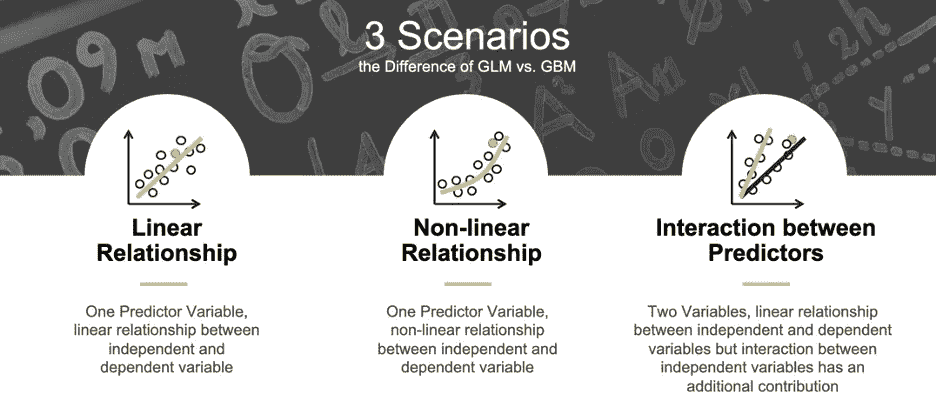 3 Scenarios
the Difference of GLM vs. GBM
Linear
Relationship
One Predictor Variable,
linear relationship between
independent and
dependent variable
Non-linear
Relationship
One Predictor Variable,
non-linear relationship
between independent and
dependent variable
Interaction between
Predictors
Two Variables, linear relationship
between independent and dependent
variables but interaction between
independent variables has an
additional contribution